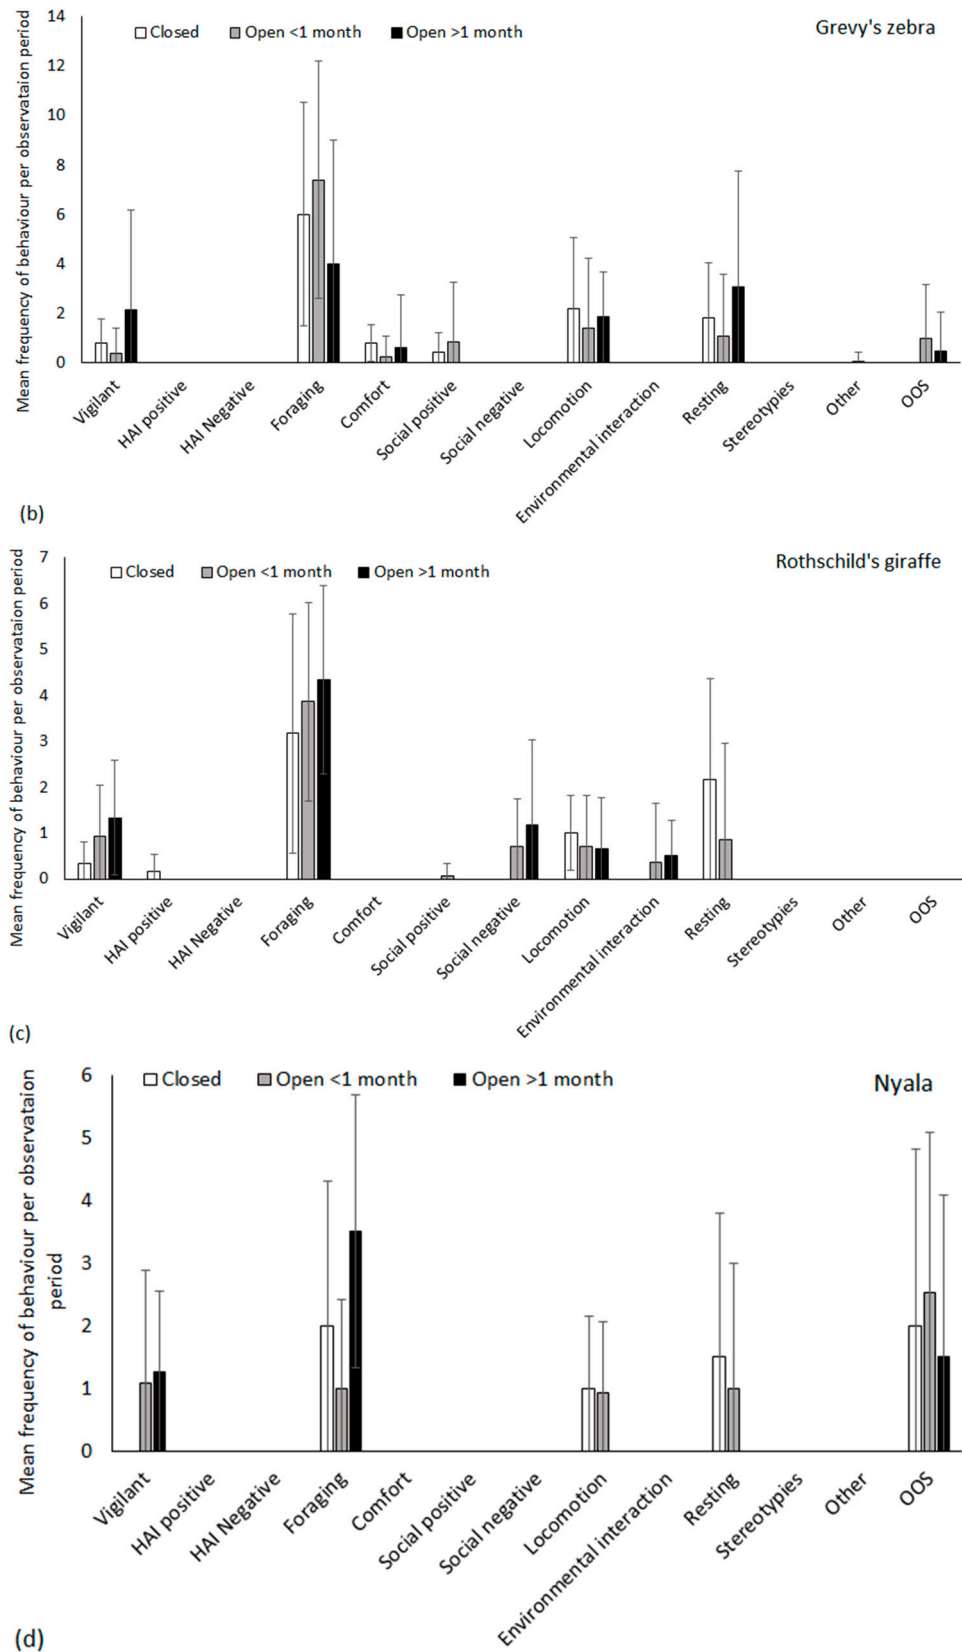 Grevy's zebra
Closed Open <1 month Open >1 month
Mean frequency of behaviour per observataion period
14
12
10
8
6
4
2
0
Vigilant
HAI positive
HAI Negative
Foraging
Comfort
Social positive
Social negative
Locomotion
Environmental interaction
Resting
Stereotypies
Other
OOS
(b)
Rothschild's giraffe
Closed Open <1 month Open >1 month
Mean frequency of behaviour per observataion period
7
6
5
4
3
2
1
0
Vigilant
HAI positive
HAI Negative
Foraging
Comfort
Social positive
Social negative
Locomotion
Environmental interaction
Resting
Stereotypies
Other
OOS
(c)
Nyala
Closed Open <1 month Open >1 month
Mean frequency of behaviour per observataion
period
6
5
4
3
2
1
0
Vigilant
HAI positive
HAI Negative
Foraging
Comfort
Social positive
Social negative
Locomotion
Environmental interaction
Resting
Stereotypies
Other
OOS
(d)